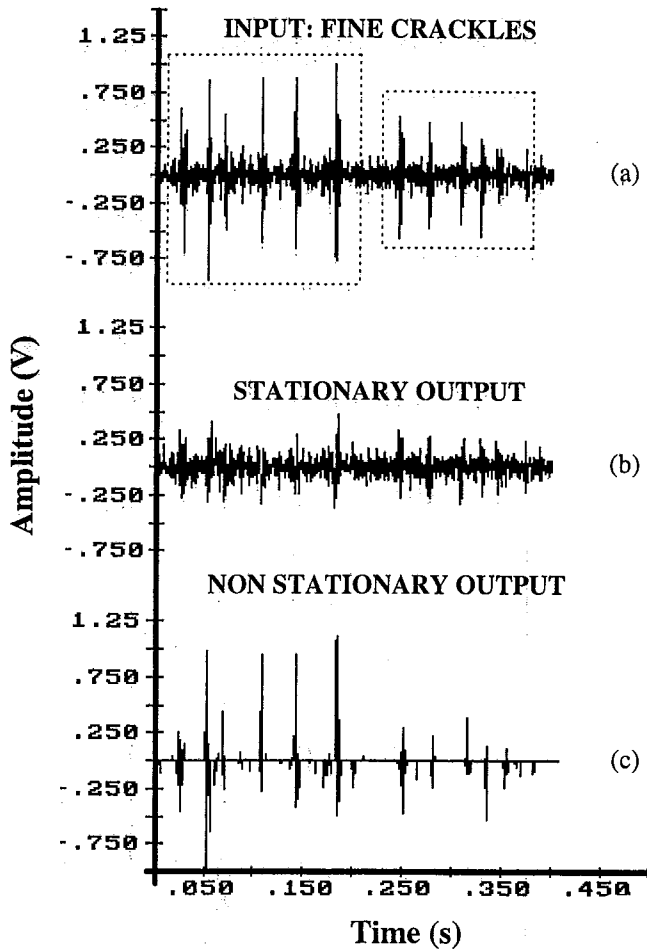 INPUT: FINE CRACKLES
1.25
.750
.250
-.250
-.750
(a)
1.25
.750
STATIONARY OUTPUT
.250
-.250
-.750
(b)
Amplitude (V)
NON STATIONARY OUTPUT
1.25
.750
.250
-.250
-.750
(c)
.050 .150 .250 .350 .450
Time (s)